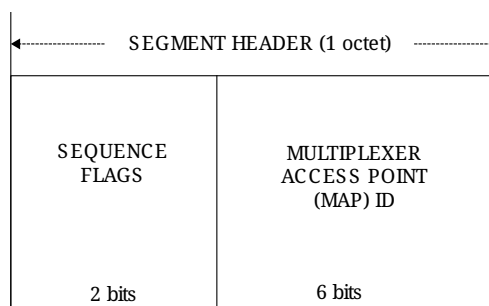 SEGMENT HEADER (1 octet)
SEQUENCE
FLAGS
MULTIPLEXER
ACCESS POINT
(MAP) ID
2 bits
6 bits